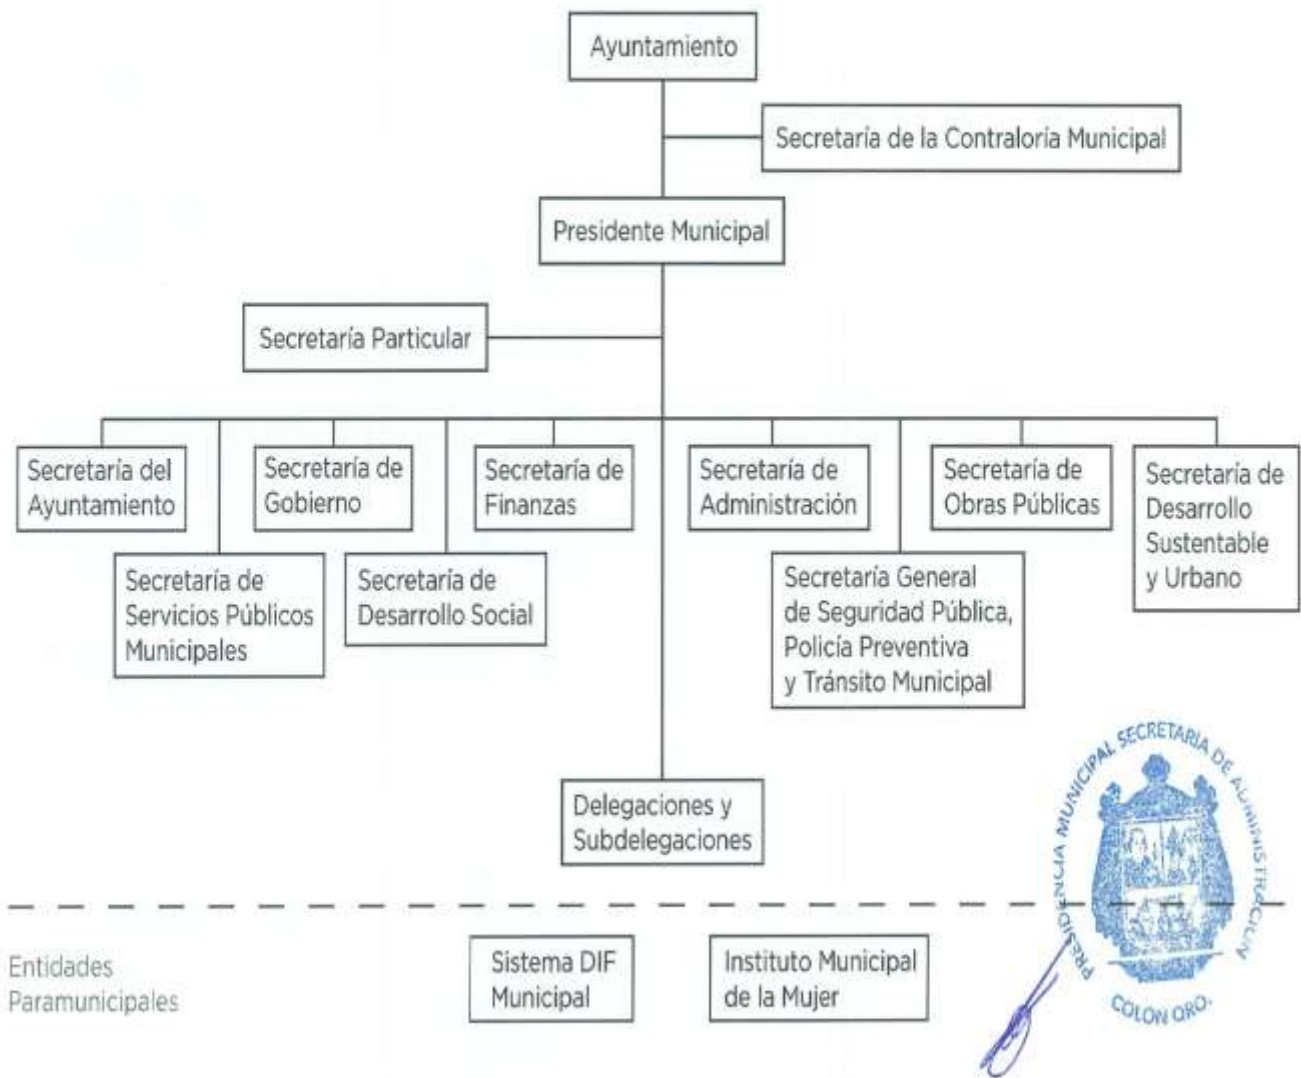 Ayuntamiento
Secretaría de la Contraloría Municipal
Presidente Municipal
Secretaría Particular
Secretaría del
Ayuntamiento
Secretaría de
Gobierno
Secretaría de
Finanzas
Secretaría de
Administración
Secretaría de
Obras Públicas
Secretaría de
Desarrollo
Sustentable
y Urbano
Secretaría de
Servicios Públicos
Municipales
Secretaría de
Desarrollo Social
Secretaría General
de Seguridad Pública,
Policía Preventiva
y Tránsito Municipal
Delegaciones y
Subdelegaciones
PRESIDENCIA MUNICIPAL SECRETARIA DE ADMINISTRACION
COLON QRO.
Entidades
Paramunicipales
Sistema DIF
Municipal
Instituto Municipal
de la Mujer